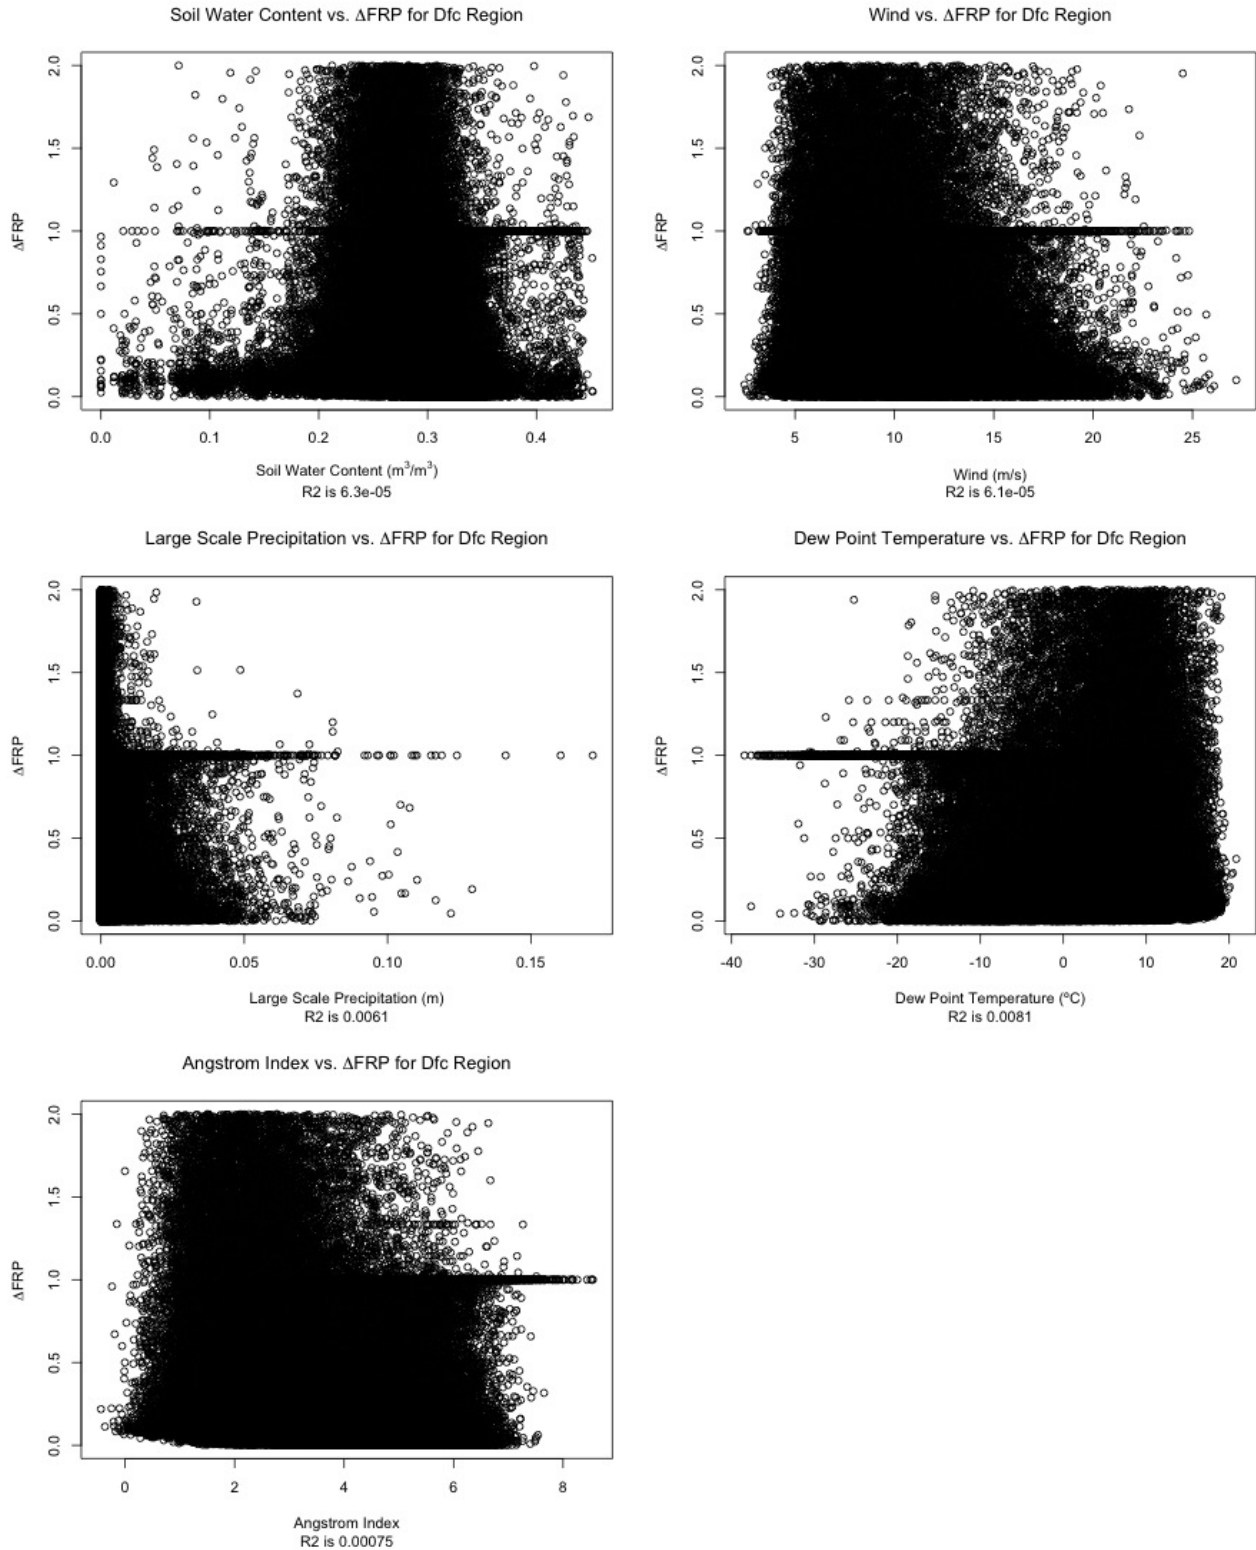 Soil Water Content vs. ΔFRP for Dfc Region
ΔFRP
2.0
1.5
1.0
0.5
0.0
0.0 0.1 0.2 0.3 0.4
Soil Water Content (m³/m³)
R2 is 6.3e-05
Wind vs. ΔFRP for Dfc Region
ΔFRP
2.0
1.5
1.0
0.5
0.0
5 10 15 20 25
Wind (m/s)
R2 is 6.1e-05
Large Scale Precipitation vs. ΔFRP for Dfc Region
ΔFRP
2.0
1.5
1.0
0.5
0.0
0.00 0.05 0.10 0.15
Large Scale Precipitation (m)
R2 is 0.0061
Dew Point Temperature vs. ΔFRP for Dfc Region
ΔFRP
2.0
1.5
1.0
0.5
0.0
-40 -30 -20 -10 0 10 20
Dew Point Temperature (ºC)
R2 is 0.0081
Angstrom Index vs. ΔFRP for Dfc Region
ΔFRP
2.0
1.5
1.0
0.5
0.0
0 2 4 6 8
Angstrom Index
R2 is 0.00075